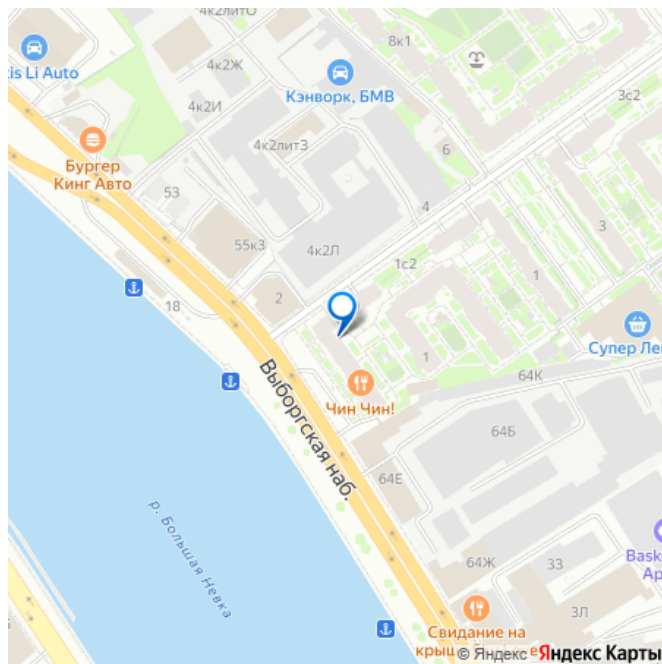 4к2литО
8к1
4к2Ж
is Li Auto
Кэнворк, БМВ
3с2
4к2И
4к2литЗ
6
Бургер
Кинг Авто
53
4
3
55к3
4к2Л
1с2
1
18
2
Супер Ле
1
64К
Чин Чин!
Выборгская наб.
64Б
64Е
р. Большая Невка
64Ж
33
Bask
Ар
3Л
Свидание на
крыш
© Яндекс Яндекс Карты